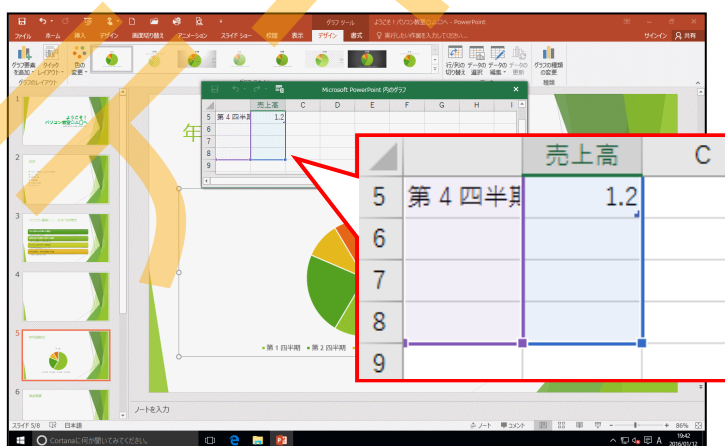 グラフ ツール
ようこそ！パソコン教室○△□へ - PowerPoint
ファイル ホーム 挿入 デザイン 画面切り替え アニメーション スライド ショー 校閲 表示 デザイン 書式 実行したい作業を入力してください... サインイン 共有
グラフ要素を追加 クイックレイアウト 色の変更
行/列の切り替え データの選択 データの編集 データの更新 グラフの種類の変更
グラフのレイアウト
種類
Microsoft PowerPoint 内のグラフ
売上高 C D E F G H I
5 第 4 四半期 1.2
6
7
8
9
年
売上高 C
5 第 4 四半期 1.2
6
7
8
9
1
ようこそ！
パソコン教室○△□へ
2
3
4
5
6
第 1 四半期 第 2 四半期
ノートを入力
スライド 5/8 日本語 ノート コメント 86%
Cortanaに何か聞いてみてください。
A 19:42
2016/01/12